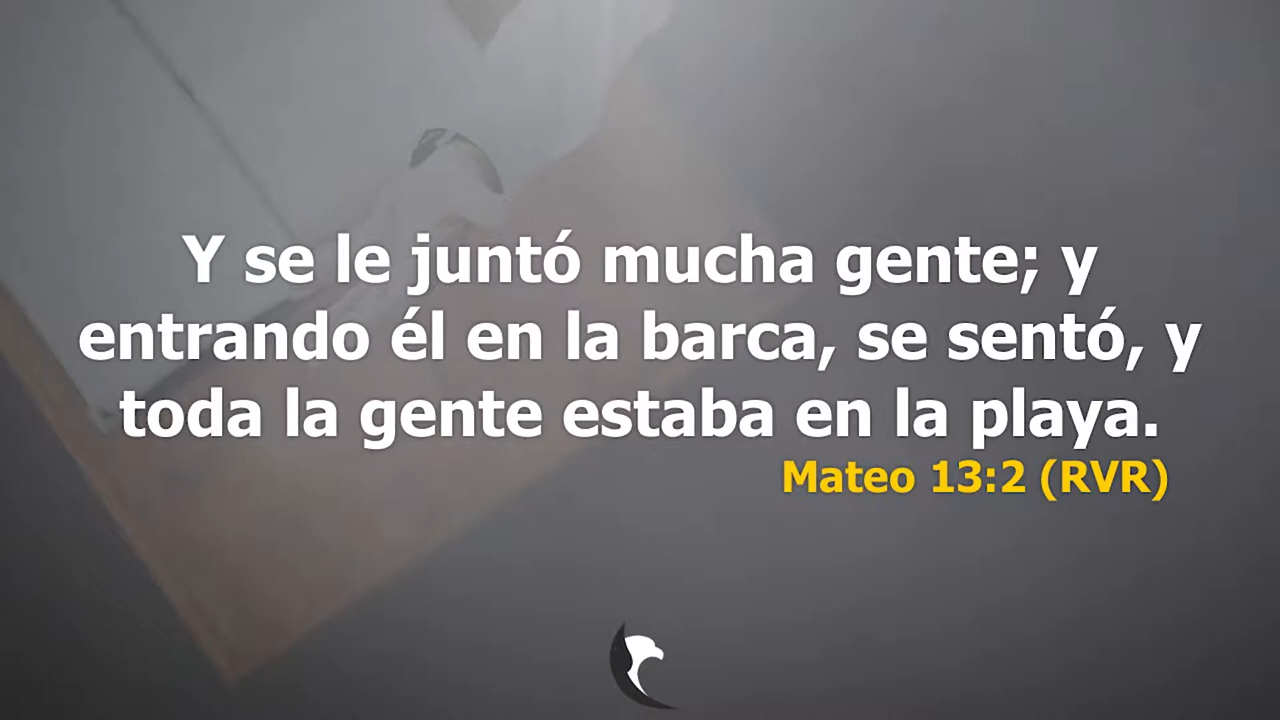 Y se le juntó mucha gente; y
entrando él en la barca, se sentó, y
toda la gente estaba en la playa.
Mateo 13:2 (RVR)